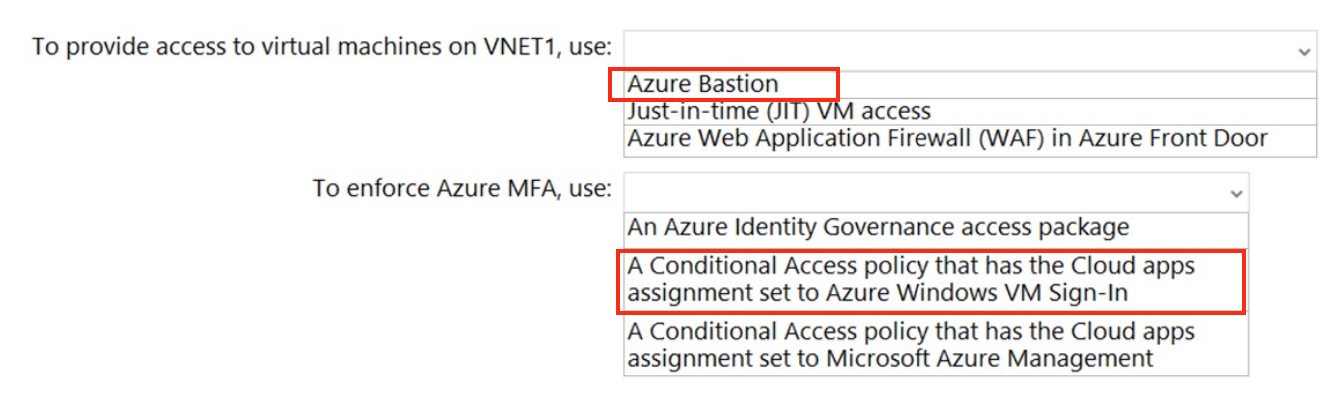 To provide access to virtual machines on VNET1, use:
Azure Bastion
Just-in-time (JIT) VM access
Azure Web Application Firewall (WAF) in Azure Front Door
To enforce Azure MFA, use:
An Azure Identity Governance access package
A Conditional Access policy that has the Cloud apps
assignment set to Azure Windows VM Sign-In
A Conditional Access policy that has the Cloud apps
assignment set to Microsoft Azure Management